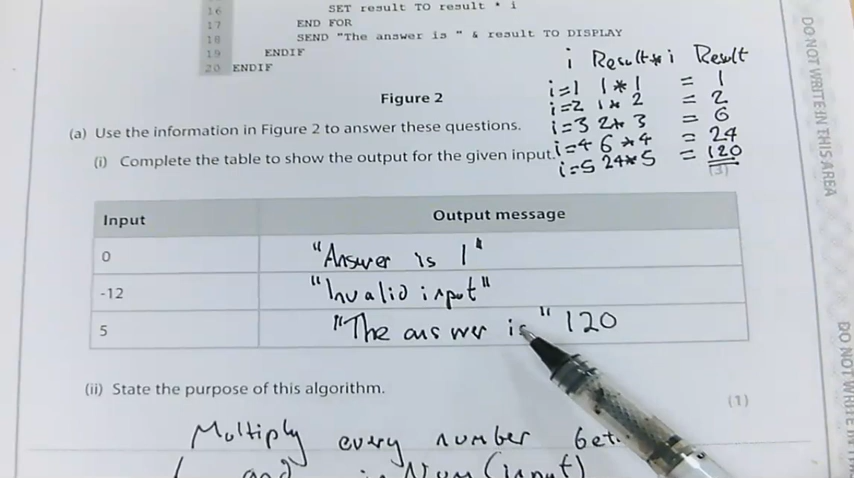 16 SET result TO result * i
17 END FOR
18 SEND "The answer is " & result TO DISPLAY
19 ENDIF
20 ENDIF
i Result*i Result
i=1 1*1 = 1
i=2 1*2 = 2
i=3 2*3 = 6
i=4 6*4 = 24
i=5 24*5 = 120
(3)
Figure 2
(a) Use the information in Figure 2 to answer these questions.
(i) Complete the table to show the output for the given input.
Input Output message
0 "Answer is 1"
-12 "Invalid input"
5 "The answer is" 120
(ii) State the purpose of this algorithm.
(1)
Multiply every number bet
and Num (input)
DO NOT WRITE IN THIS AREA
DO NOT WRITE IN